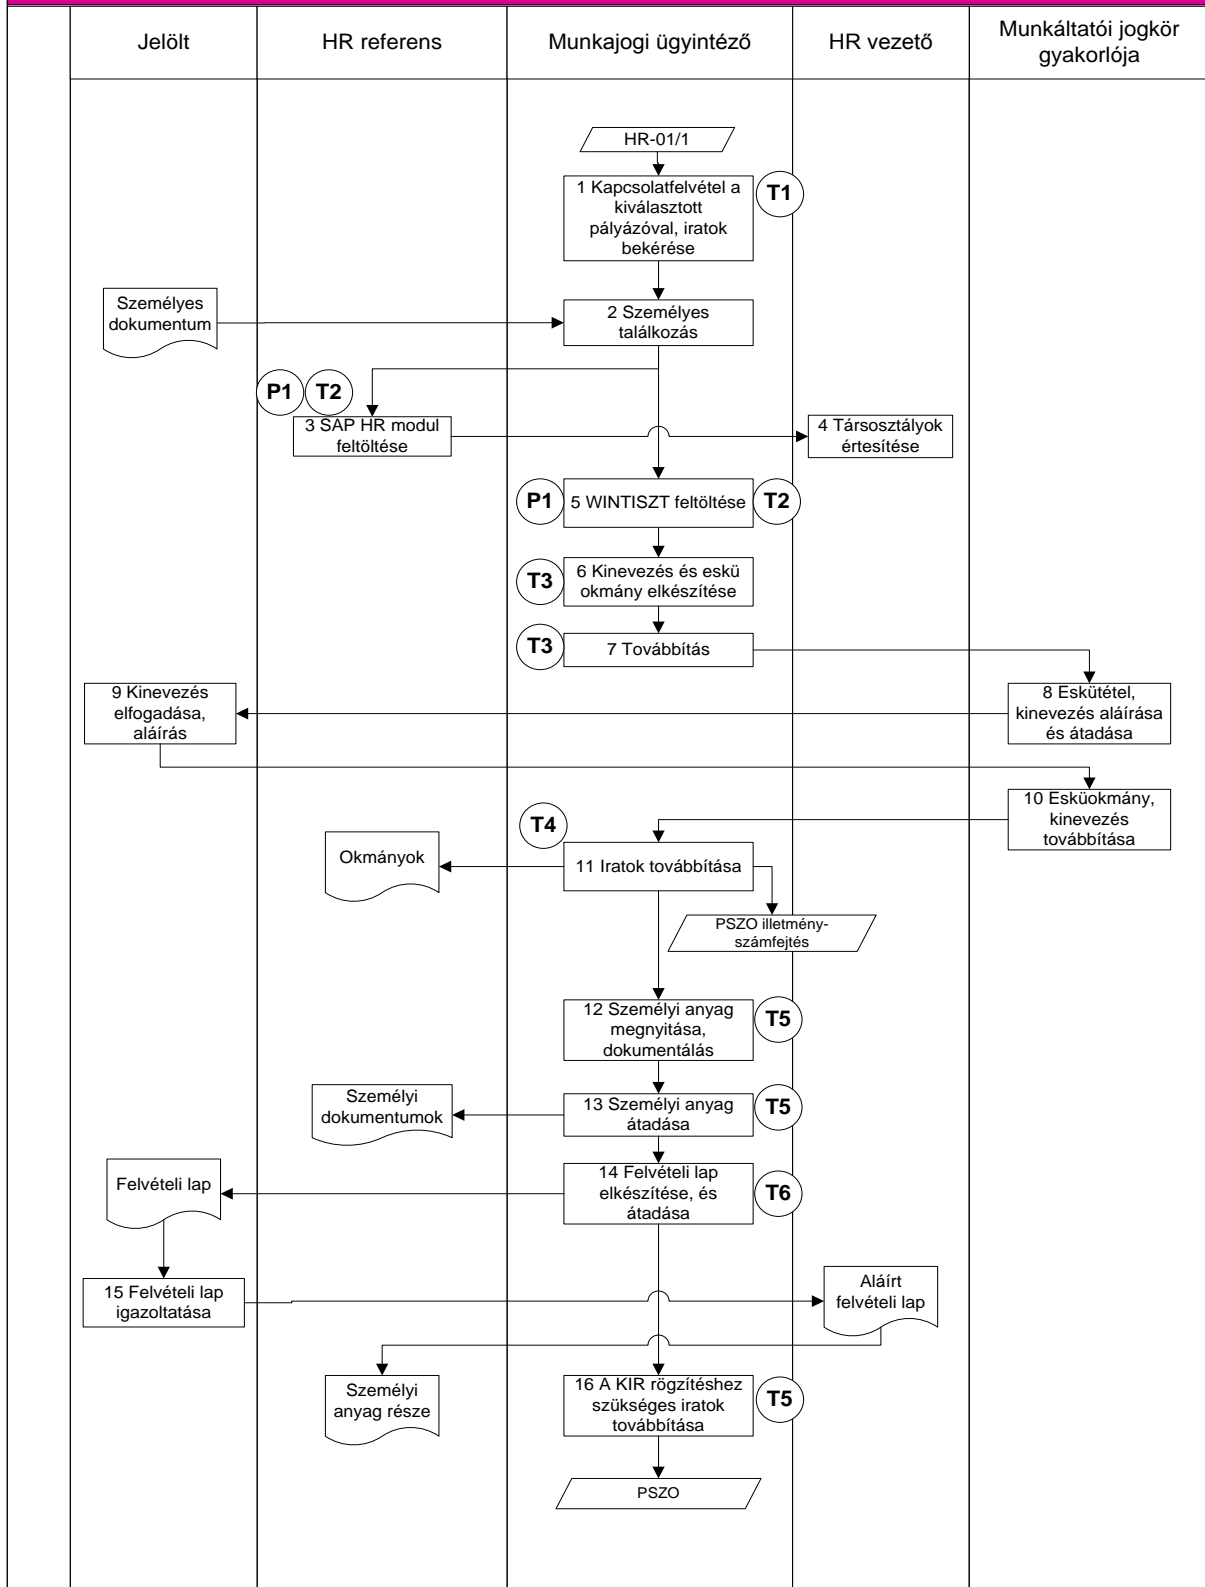 Jelölt
HR referens
Munkajogi ügyintéző
HR vezető
Munkáltatói jogkör
gyakorlója
HR-01/1
1 Kapcsolatfelvétel a
kiválasztott
pályázóval, iratok
bekérése
T1
Személyes
dokumentum
2 Személyes
találkozás
P1
T2
3 SAP HR modul
feltöltése
4 Társosztályok
értesítése
P1
5 WINTISZT feltöltése
T2
T3
6 Kinevezés és eskü
okmány elkészítése
T3
7 Továbbítás
9 Kinevezés
elfogadása,
aláírás
8 Eskütétel,
kinevezés aláírása
és átadása
10 Esküokmány,
kinevezés
továbbítása
T4
Okmányok
11 Iratok továbbítása
PSZO illetmény-
számfejtés
12 Személyi anyag
megnyitása,
dokumentálás
T5
Személyi
dokumentumok
13 Személyi anyag
átadása
T5
Felvételi lap
14 Felvételi lap
elkészítése, és
átadása
T6
15 Felvételi lap
igazoltatása
Aláírt
felvételi lap
Személyi
anyag része
16 A KIR rögzítéshez
szükséges iratok
továbbítása
T5
PSZO